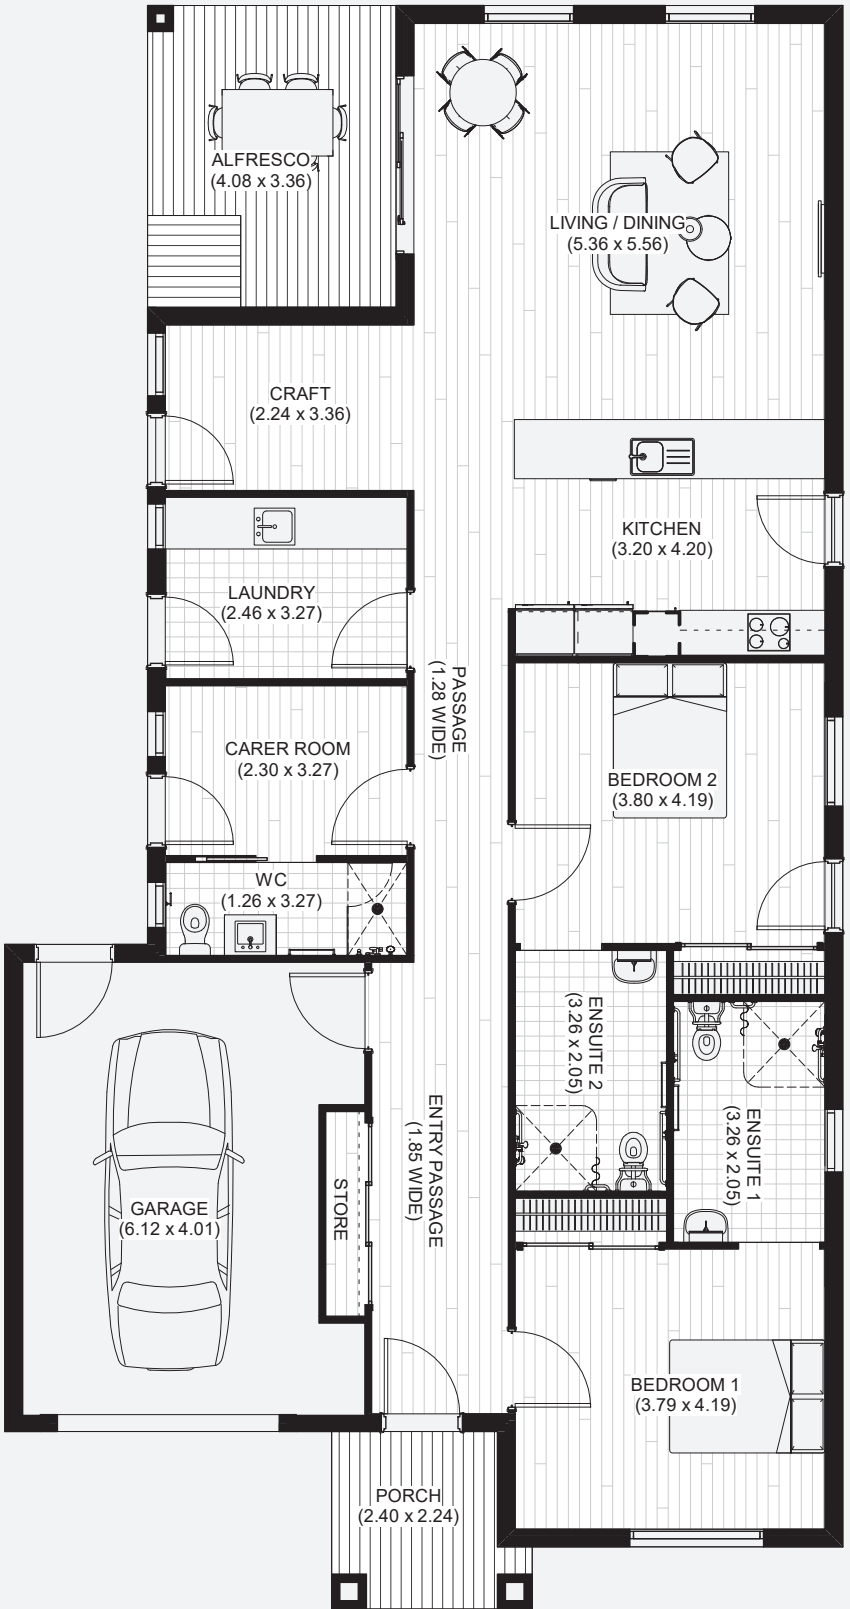 ALFRESCO
(4.08 x 3.36)
LIVING / DINING
(5.36 x 5.56)
CRAFT
(2.24 x 3.36)
KITCHEN
(3.20 x 4.20)
LAUNDRY
(2.46 x 3.27)
PASSAGE
(1.28 WIDE)
CARER ROOM
(2.30 x 3.27)
BEDROOM 2
(3.80 x 4.19)
WC
(1.26 x 3.27)
ENSUITE 2
(3.26 x 2.05)
ENSUITE 1
(3.26 x 2.05)
ENTRY PASSAGE
(1.85 WIDE)
STORE
GARAGE
(6.12 x 4.01)
BEDROOM 1
(3.79 x 4.19)
PORCH
(2.40 x 2.24)